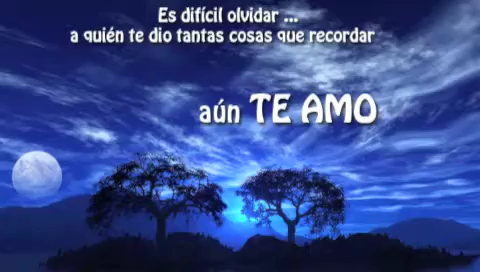 Es difícil olvidar ...
a quién te dio tantas cosas que recordar
aún TE AMO